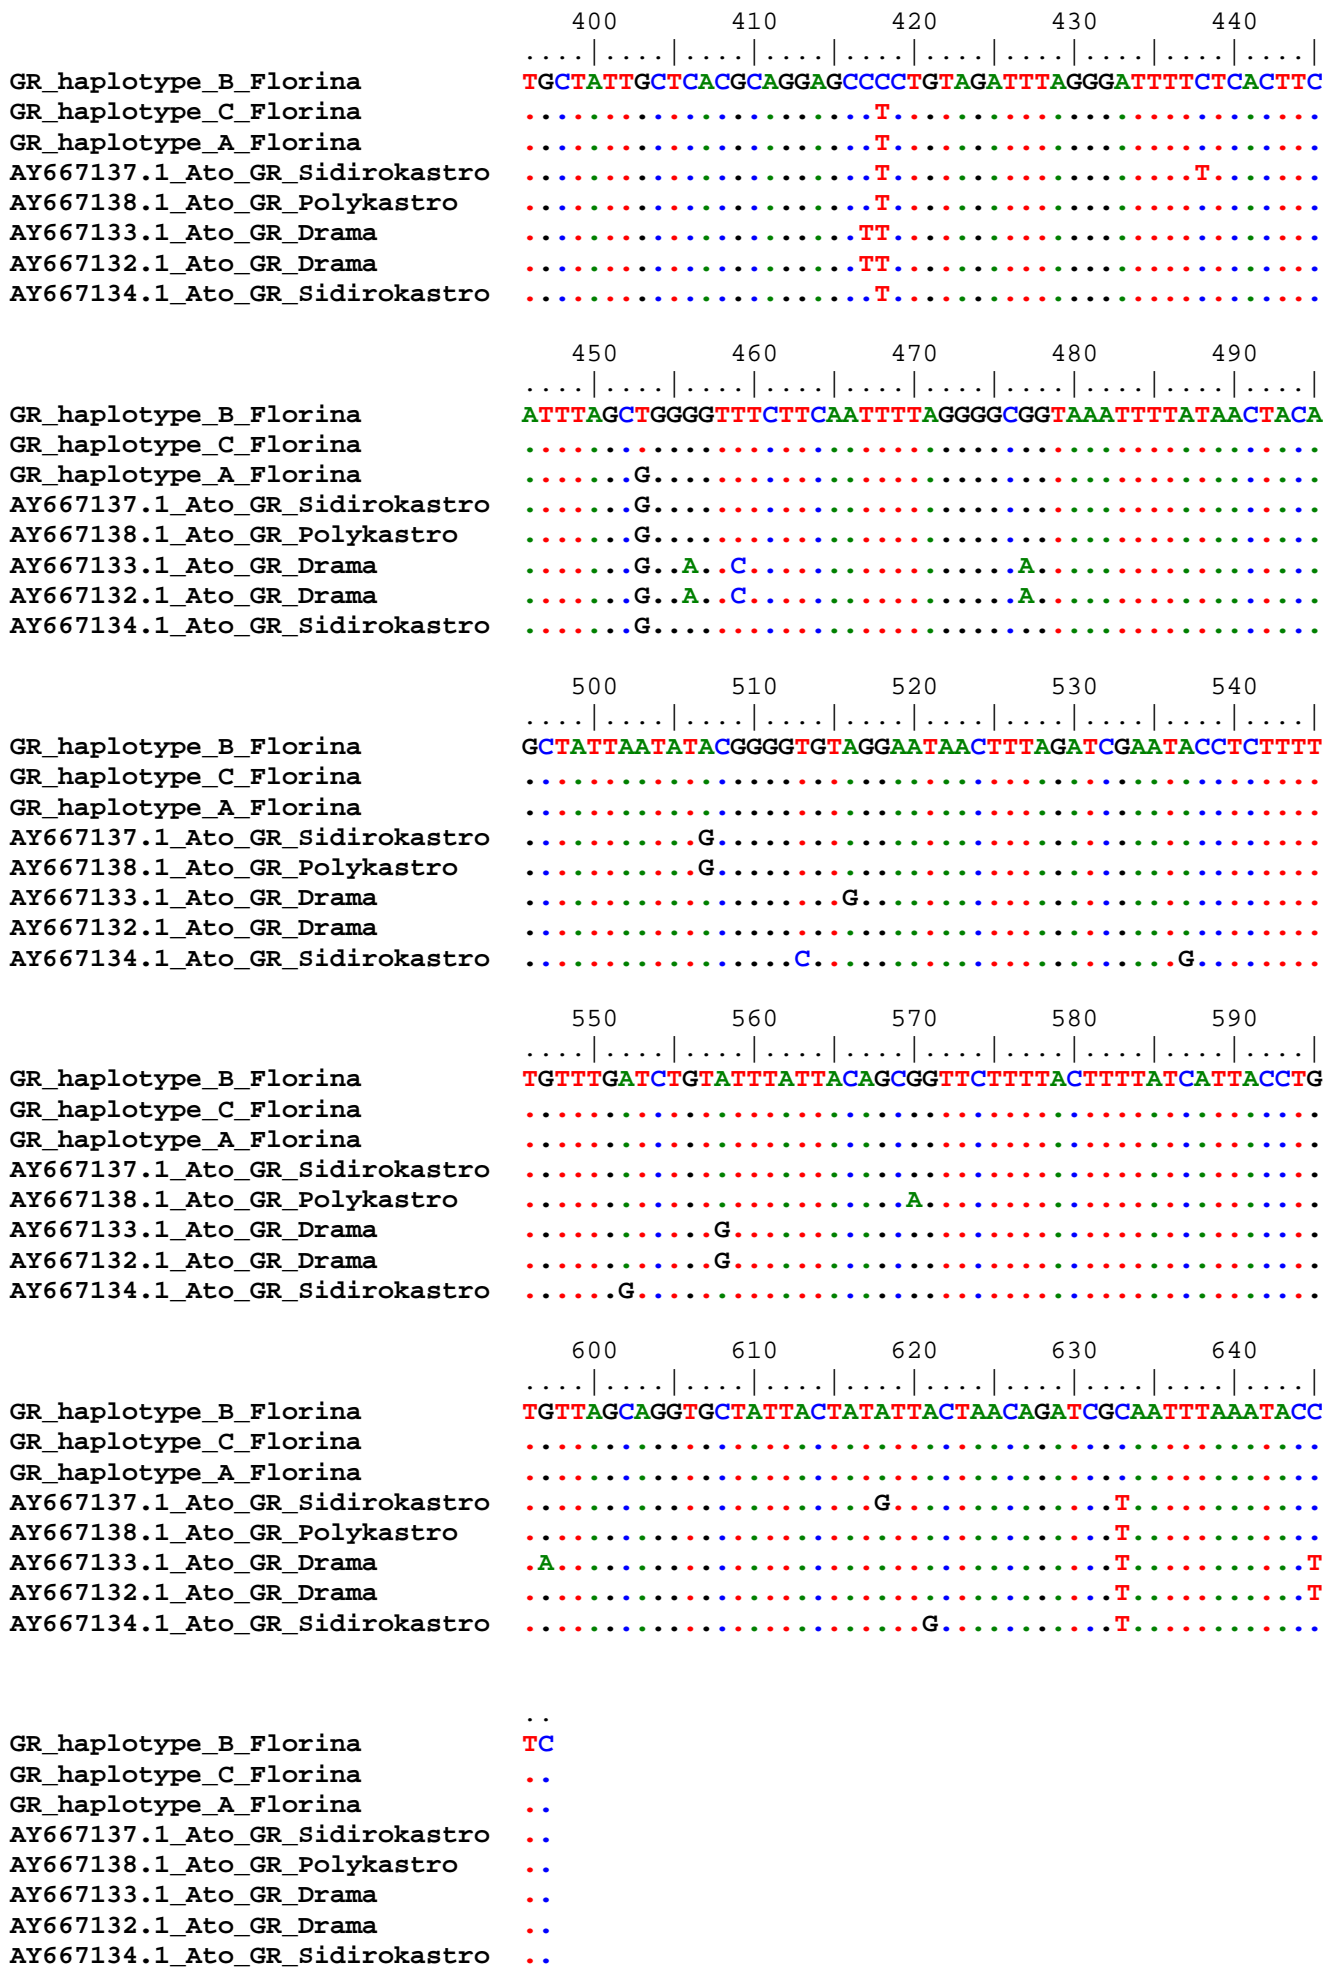 400 410 420 430 440
....|....|....|....|....|....|....|....|....|....|
GR_haplotype_B_Florina TGCTATTGCTCACGCAGGAGCCCCTGTAGATTTAGGGATTTTCTCACTTC
GR_haplotype_C_Florina ......................T...........................
GR_haplotype_A_Florina ......................T...........................
AY667137.1_Ato_GR_Sidirokastro ......................T...................T.......
AY667138.1_Ato_GR_Polykastro ......................T...........................
AY667133.1_Ato_GR_Drama .....................TT...........................
AY667132.1_Ato_GR_Drama .....................TT...........................
AY667134.1_Ato_GR_Sidirokastro ......................T...........................
450 460 470 480 490
....|....|....|....|....|....|....|....|....|....|
GR_haplotype_B_Florina ATTTAGCTGGGGTTTCTTCAATTTTAGGGGCGGTAAATTTTATAACTACA
GR_haplotype_C_Florina ..................................................
GR_haplotype_A_Florina .......G..........................................
AY667137.1_Ato_GR_Sidirokastro .......G..........................................
AY667138.1_Ato_GR_Polykastro .......G..........................................
AY667133.1_Ato_GR_Drama .......G..A..C.................A..................
AY667132.1_Ato_GR_Drama .......G..A..C.................A..................
AY667134.1_Ato_GR_Sidirokastro .......G..........................................
500 510 520 530 540
....|....|....|....|....|....|....|....|....|....|
GR_haplotype_B_Florina GCTATTAATATACGGGGTGTAGGAATAACTTTAGATCGAATACCTCTTTT
GR_haplotype_C_Florina ..................................................
GR_haplotype_A_Florina ..................................................
AY667137.1_Ato_GR_Sidirokastro ...........G......................................
AY667138.1_Ato_GR_Polykastro ...........G......................................
AY667133.1_Ato_GR_Drama ....................G.............................
AY667132.1_Ato_GR_Drama ..................................................
AY667134.1_Ato_GR_Sidirokastro .................C.......................G........
550 560 570 580 590
....|....|....|....|....|....|....|....|....|....|
GR_haplotype_B_Florina TGTTTGATCTGTATTTATTACAGCGGTTCTTTTACTTTTATCATTACCTG
GR_haplotype_C_Florina ..................................................
GR_haplotype_A_Florina ..................................................
AY667137.1_Ato_GR_Sidirokastro ..................................................
AY667138.1_Ato_GR_Polykastro ........................A.........................
AY667133.1_Ato_GR_Drama ............G.....................................
AY667132.1_Ato_GR_Drama ............G.....................................
AY667134.1_Ato_GR_Sidirokastro ......G...........................................
600 610 620 630 640
....|....|....|....|....|....|....|....|....|....|
GR_haplotype_B_Florina TGTTAGCAGGTGCTATTACTATATTACTAACAGATCGCAATTTAAATACC
GR_haplotype_C_Florina ..................................................
GR_haplotype_A_Florina ..................................................
AY667137.1_Ato_GR_Sidirokastro ......................G..............T............
AY667138.1_Ato_GR_Polykastro .....................................T............
AY667133.1_Ato_GR_Drama .A...................................T...........T
AY667132.1_Ato_GR_Drama .....................................T...........T
AY667134.1_Ato_GR_Sidirokastro .........................G...........T............
..
GR_haplotype_B_Florina TC
GR_haplotype_C_Florina ..
GR_haplotype_A_Florina ..
AY667137.1_Ato_GR_Sidirokastro ..
AY667138.1_Ato_GR_Polykastro ..
AY667133.1_Ato_GR_Drama ..
AY667132.1_Ato_GR_Drama ..
AY667134.1_Ato_GR_Sidirokastro ..